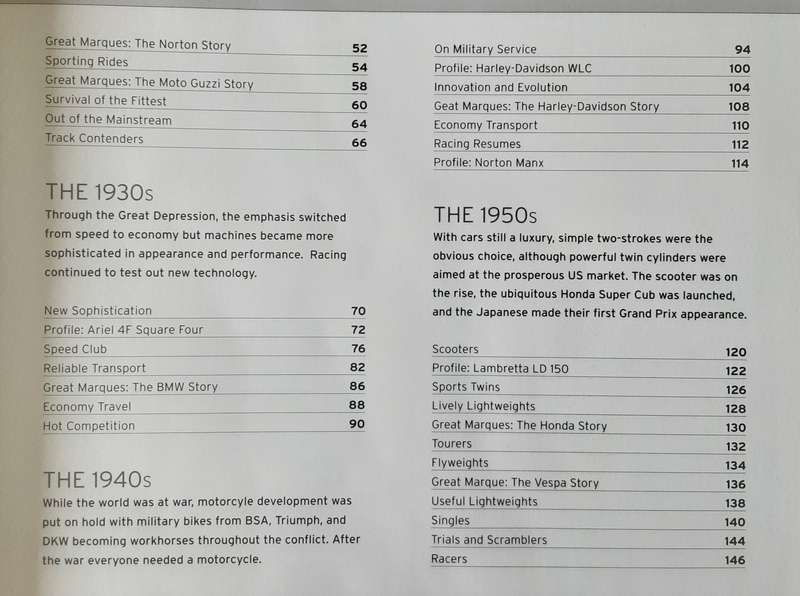 Great Marques: The Norton Story 52
Sporting Rides 54
Great Marques: The Moto Guzzi Story 58
Survival of the Fittest 60
Out of the Mainstream 64
Track Contenders 66
THE 1930s
Through the Great Depression, the emphasis switched
from speed to economy but machines became more
sophisticated in appearance and performance. Racing
continued to test out new technology.
New Sophistication 70
Profile: Ariel 4F Square Four 72
Speed Club 76
Reliable Transport 82
Great Marques: The BMW Story 86
Economy Travel 88
Hot Competition 90
THE 1940s
While the world was at war, motorcyle development was
put on hold with military bikes from BSA, Triumph, and
DKW becoming workhorses throughout the conflict. After
the war everyone needed a motorcycle.
On Military Service 94
Profile: Harley-Davidson WLC 100
Innovation and Evolution 104
Geat Marques: The Harley-Davidson Story 108
Economy Transport 110
Racing Resumes 112
Profile: Norton Manx 114
THE 1950s
With cars still a luxury, simple two-strokes were the
obvious choice, although powerful twin cylinders were
aimed at the prosperous US market. The scooter was on
the rise, the ubiquitous Honda Super Cub was launched,
and the Japanese made their first Grand Prix appearance.
Scooters 120
Profile: Lambretta LD 150 122
Sports Twins 126
Lively Lightweights 128
Great Marques: The Honda Story 130
Tourers 132
Flyweights 134
Great Marque: The Vespa Story 136
Useful Lightweights 138
Singles 140
Trials and Scramblers 144
Racers 146